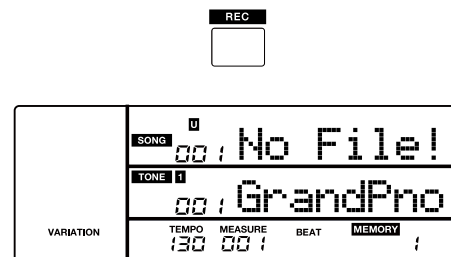 REC
U
SONG 001 No File!
TONE 1
001 GrandPno
VARIATION TEMPO MEASURE BEAT MEMORY
130 001 1